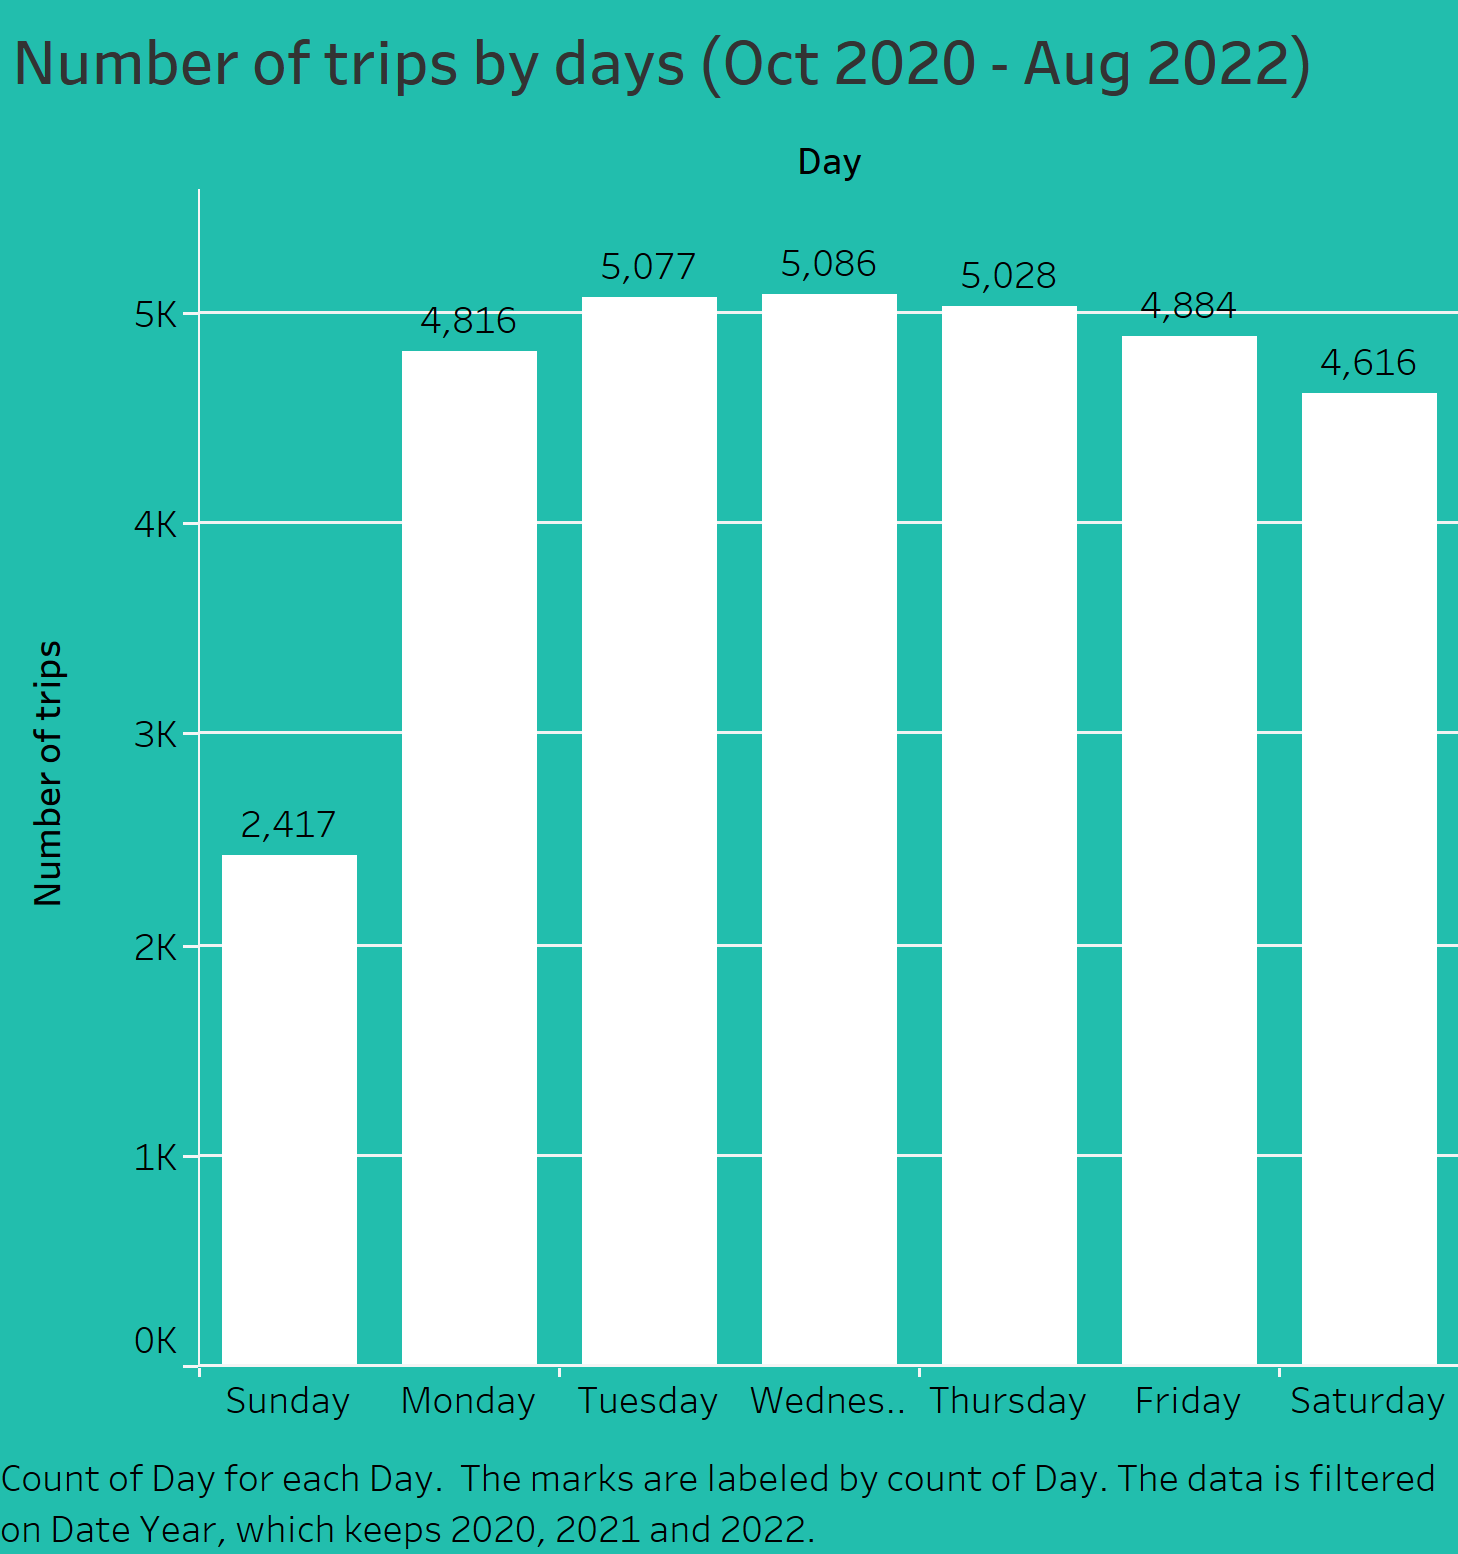 Number of trips by days (Oct 2020 - Aug 2022)
Day
5,077 5,086 5,028
5K 4,816 4,884
4,616
4K
3K
2,417
2K
1K
0K
Number of trips
Sunday Monday Tuesday Wednes.. Thursday Friday Saturday
Count of Day for each Day.  The marks are labeled by count of Day. The data is filtered
on Date Year, which keeps 2020, 2021 and 2022.